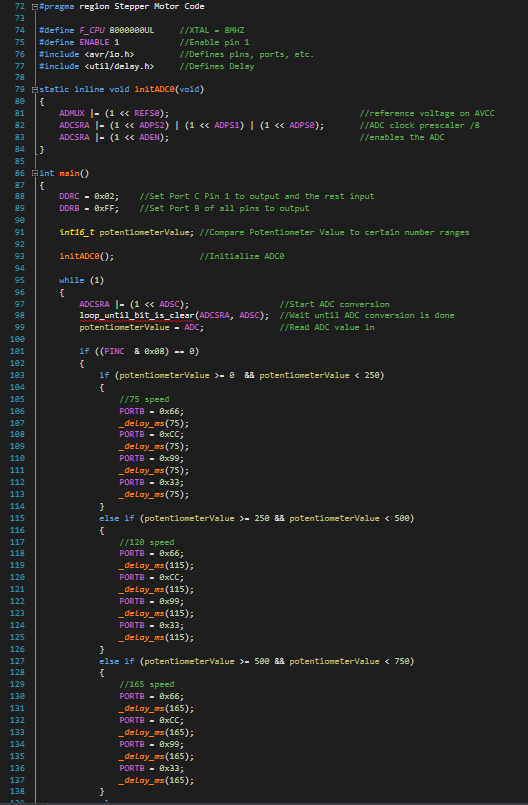 72 #pragma region Stepper Motor Code
73
74 #define F_CPU 8000000UL //XTAL = 8MHZ
75 #define ENABLE 1 //Enable pin 1
76 #include <avr/io.h> //Defines pins, ports, etc.
77 #include <util/delay.h> //Defines Delay
78
79 static inline void initADC0(void)
80 {
81 ADMUX |= (1 << REFS0); //reference voltage on AVCC
82 ADCSRA |= (1 << ADPS2) | (1 << ADPS1) | (1 << ADPS0); //ADC clock prescaler /8
83 ADCSRA |= (1 << ADEN); //enables the ADC
84 }
85
86 int main()
87 {
88 DDRC = 0x02; //Set Port C Pin 1 to output and the rest input
89 DDRB = 0xFF; //Set Port B of all pins to output
90
91 int16_t potentiometerValue; //Compare Potentiometer Value to certain number ranges
92
93 initADC0(); //Initialize ADC0
94
95 while (1)
96 {
97 ADCSRA |= (1 << ADSC); //Start ADC conversion
98 loop_until_bit_is_clear(ADCSRA, ADSC); //Wait until ADC conversion is done
99 potentiometerValue = ADC; //Read ADC value in
100
101 if ((PINC & 0x08) == 0)
102 {
103 if (potentiometerValue >= 0 && potentiometerValue < 250)
104 {
105 //75 speed
106 PORTB = 0x66;
107 _delay_ms(75);
108 PORTB = 0xCC;
109 _delay_ms(75);
110 PORTB = 0x99;
111 _delay_ms(75);
112 PORTB = 0x33;
113 _delay_ms(75);
114 }
115 else if (potentiometerValue >= 250 && potentiometerValue < 500)
116 {
117 //120 speed
118 PORTB = 0x66;
119 _delay_ms(115);
120 PORTB = 0xCC;
121 _delay_ms(115);
122 PORTB = 0x99;
123 _delay_ms(115);
124 PORTB = 0x33;
125 _delay_ms(115);
126 }
127 else if (potentiometerValue >= 500 && potentiometerValue < 750)
128 {
129 //165 speed
130 PORTB = 0x66;
131 _delay_ms(165);
132 PORTB = 0xCC;
133 _delay_ms(165);
134 PORTB = 0x99;
135 _delay_ms(165);
136 PORTB = 0x33;
137 _delay_ms(165);
138 }